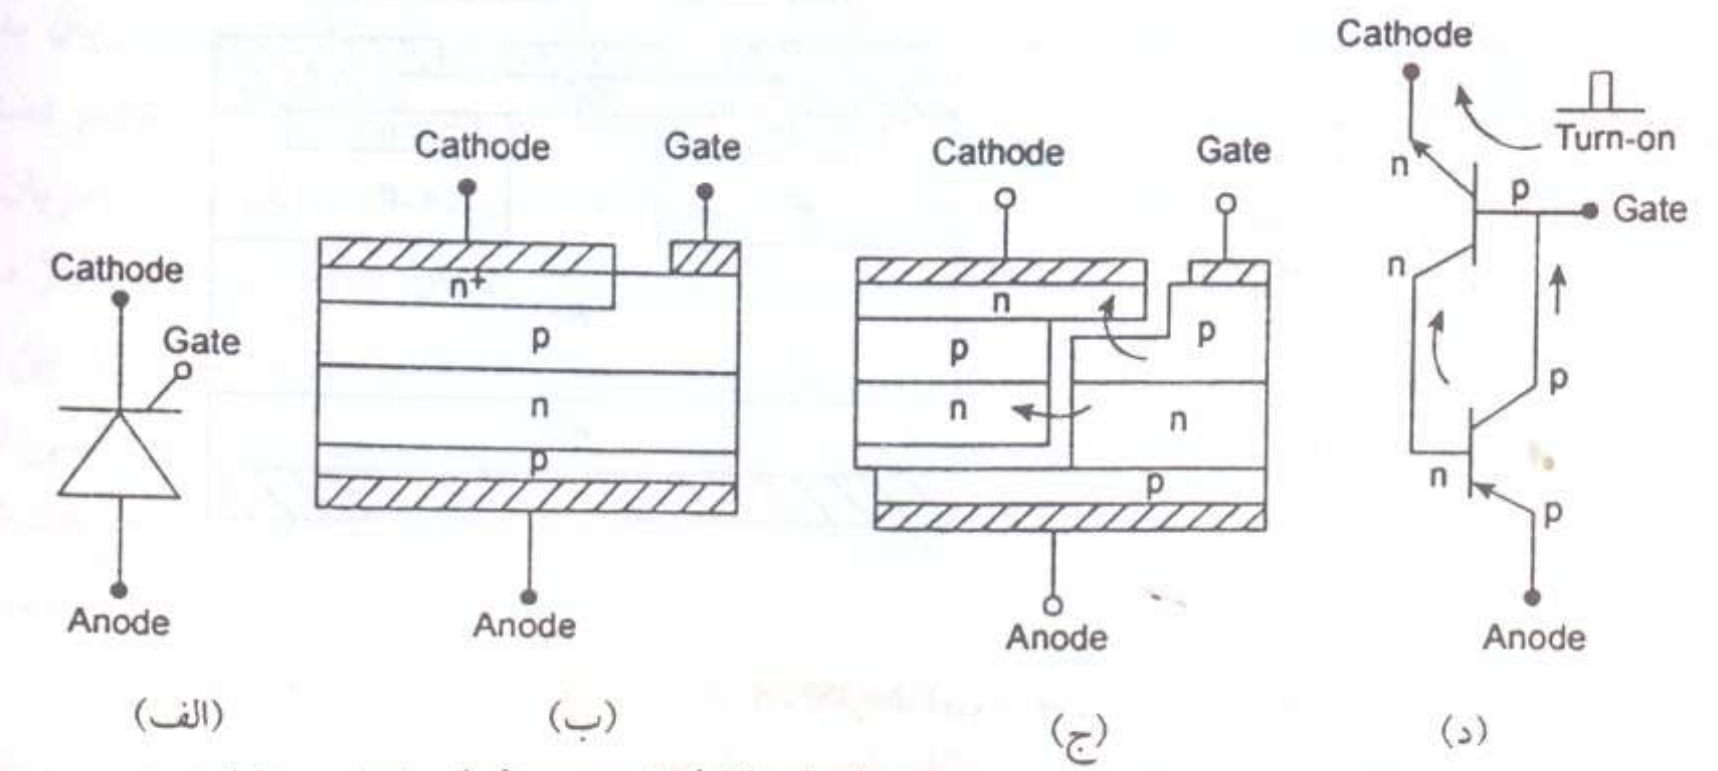 Cathode
Gate
Anode
(الف)
Cathode
Gate
n+
p
n
p
Anode
(ب)
Cathode
Gate
n
p
p
n
n
p
Anode
(ج)
Cathode
Turn-on
n
p
Gate
n
p
n
p
Anode
(د)